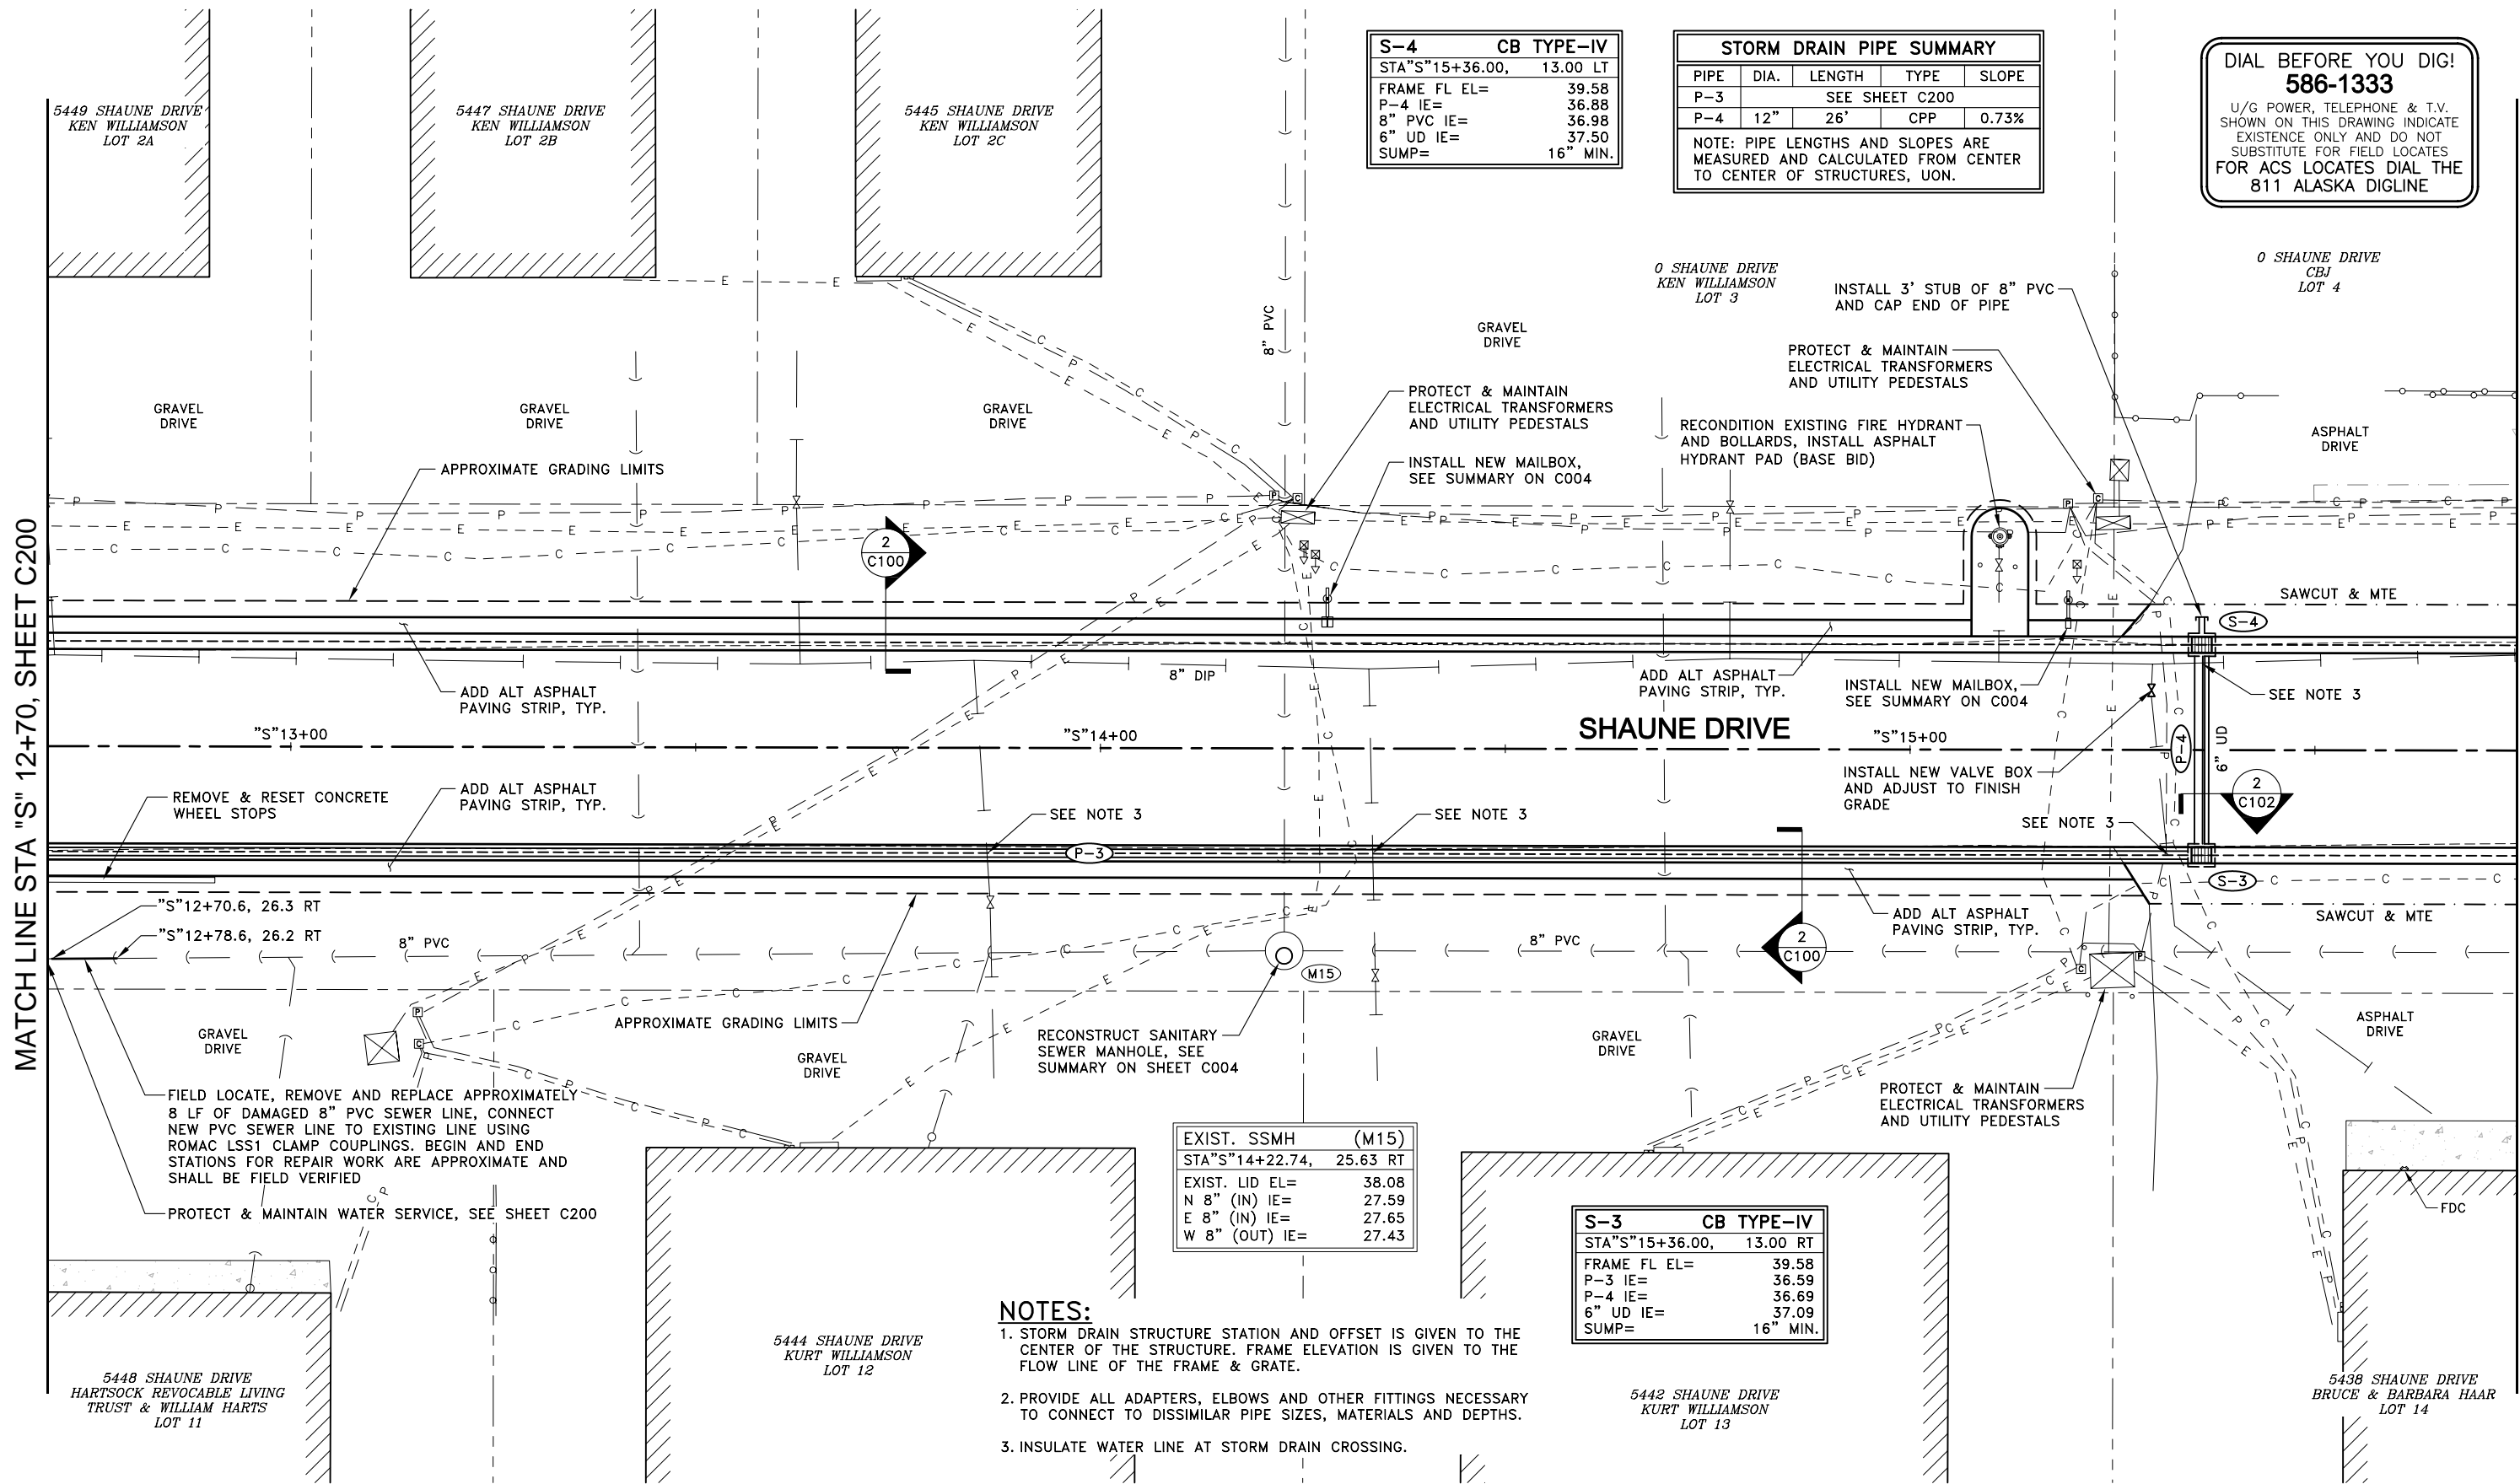 S-4 CB TYPE-IV
STA"S"15+36.00, 13.00 LT
FRAME FL EL= 39.58
P-4 IE= 36.88
8" PVC IE= 36.98
6" UD IE= 37.50
SUMP= 16" MIN.
STORM DRAIN PIPE SUMMARY
PIPE DIA. LENGTH TYPE SLOPE
P-3 SEE SHEET C200
P-4 12" 26' CPP 0.73%
NOTE: PIPE LENGTHS AND SLOPES ARE
MEASURED AND CALCULATED FROM CENTER
TO CENTER OF STRUCTURES, UON.
DIAL BEFORE YOU DIG!
586-1333
U/G POWER, TELEPHONE & T.V.
SHOWN ON THIS DRAWING INDICATE
EXISTENCE ONLY AND DO NOT
SUBSTITUTE FOR FIELD LOCATES
FOR ACS LOCATES DIAL THE
811 ALASKA DIGLINE
5449 SHAUNE DRIVE
KEN WILLIAMSON
LOT 2A
5447 SHAUNE DRIVE
KEN WILLIAMSON
LOT 2B
5445 SHAUNE DRIVE
KEN WILLIAMSON
LOT 2C
0 SHAUNE DRIVE
KEN WILLIAMSON
LOT 3
0 SHAUNE DRIVE
CBJ
LOT 4
INSTALL 3' STUB OF 8" PVC
AND CAP END OF PIPE
8" PVC
GRAVEL
DRIVE
PROTECT & MAINTAIN
ELECTRICAL TRANSFORMERS
AND UTILITY PEDESTALS
PROTECT & MAINTAIN
ELECTRICAL TRANSFORMERS
AND UTILITY PEDESTALS
GRAVEL
DRIVE
GRAVEL
DRIVE
GRAVEL
DRIVE
RECONDITION EXISTING FIRE HYDRANT
AND BOLLARDS, INSTALL ASPHALT
HYDRANT PAD (BASE BID)
ASPHALT
DRIVE
APPROXIMATE GRADING LIMITS
INSTALL NEW MAILBOX,
SEE SUMMARY ON C004
2
C100
SAWCUT & MTE
S-4
MATCH LINE STA "S" 12+70, SHEET C200
8" DIP
ADD ALT ASPHALT
PAVING STRIP, TYP.
ADD ALT ASPHALT
PAVING STRIP, TYP.
INSTALL NEW MAILBOX,
SEE SUMMARY ON C004
SEE NOTE 3
SHAUNE DRIVE
"S"13+00
"S"14+00
"S"15+00
P-4
6" UD
INSTALL NEW VALVE BOX
AND ADJUST TO FINISH
GRADE
2
C102
REMOVE & RESET CONCRETE
WHEEL STOPS
ADD ALT ASPHALT
PAVING STRIP, TYP.
SEE NOTE 3
SEE NOTE 3
SEE NOTE 3
P-3
S-3
"S"12+70.6, 26.3 RT
"S"12+78.6, 26.2 RT
8" PVC
8" PVC
M15
2
C100
ADD ALT ASPHALT
PAVING STRIP, TYP.
SAWCUT & MTE
GRAVEL
DRIVE
APPROXIMATE GRADING LIMITS
GRAVEL
DRIVE
RECONSTRUCT SANITARY
SEWER MANHOLE, SEE
SUMMARY ON SHEET C004
GRAVEL
DRIVE
ASPHALT
DRIVE
PROTECT & MAINTAIN
ELECTRICAL TRANSFORMERS
AND UTILITY PEDESTALS
FIELD LOCATE, REMOVE AND REPLACE APPROXIMATELY
8 LF OF DAMAGED 8" PVC SEWER LINE, CONNECT
NEW PVC SEWER LINE TO EXISTING LINE USING
ROMAC LSS1 CLAMP COUPLINGS. BEGIN AND END
STATIONS FOR REPAIR WORK ARE APPROXIMATE AND
SHALL BE FIELD VERIFIED
PROTECT & MAINTAIN WATER SERVICE, SEE SHEET C200
EXIST. SSMH (M15)
STA"S"14+22.74, 25.63 RT
EXIST. LID EL= 38.08
N 8" (IN) IE= 27.59
E 8" (IN) IE= 27.65
W 8" (OUT) IE= 27.43
S-3 CB TYPE-IV
STA"S"15+36.00, 13.00 RT
FRAME FL EL= 39.58
P-3 IE= 36.59
P-4 IE= 36.69
6" UD IE= 37.09
SUMP= 16" MIN.
FDC
NOTES:
1. STORM DRAIN STRUCTURE STATION AND OFFSET IS GIVEN TO THE
CENTER OF THE STRUCTURE. FRAME ELEVATION IS GIVEN TO THE
FLOW LINE OF THE FRAME & GRATE.
2. PROVIDE ALL ADAPTERS, ELBOWS AND OTHER FITTINGS NECESSARY
TO CONNECT TO DISSIMILAR PIPE SIZES, MATERIALS AND DEPTHS.
3. INSULATE WATER LINE AT STORM DRAIN CROSSING.
5448 SHAUNE DRIVE
HARTSOCK REVOCABLE LIVING
TRUST & WILLIAM HARTS
LOT 11
5444 SHAUNE DRIVE
KURT WILLIAMSON
LOT 12
5442 SHAUNE DRIVE
KURT WILLIAMSON
LOT 13
5438 SHAUNE DRIVE
BRUCE & BARBARA HAAR
LOT 14